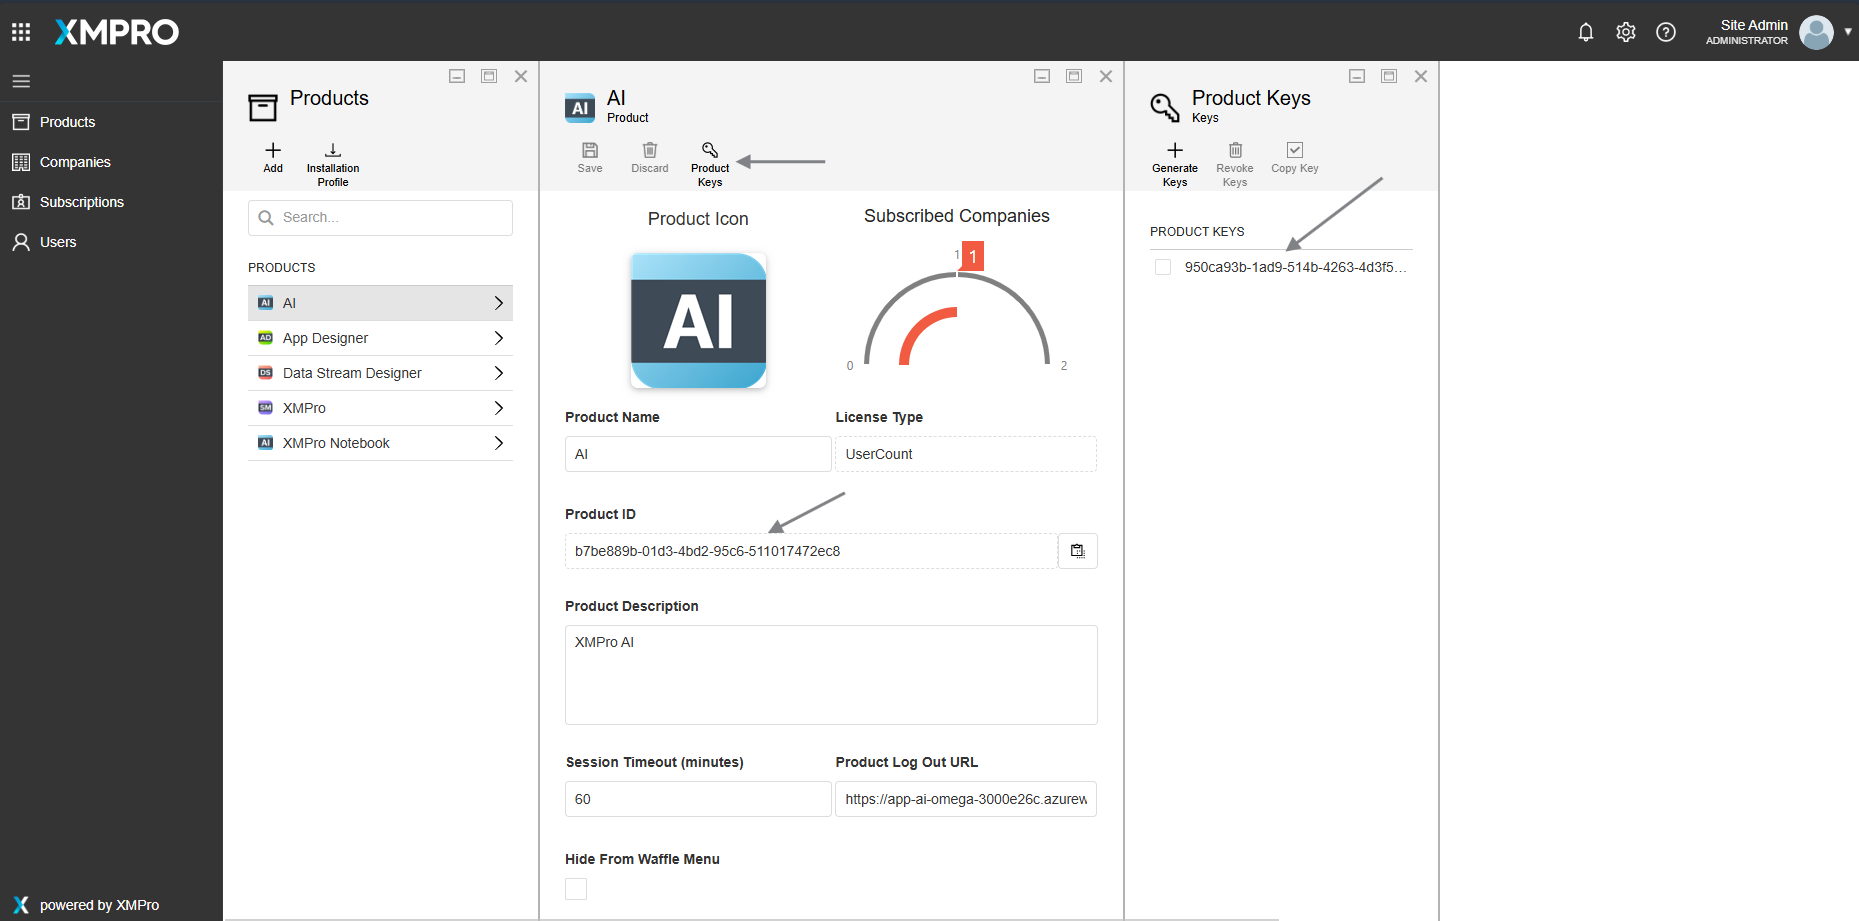 XMPRO
Site Admin
ADMINISTRATOR
Products
Companies
Subscriptions
Users
powered by XMPro
Products
Add
Installation
Profile
Search...
PRODUCTS
AI AI
AD App Designer
DS Data Stream Designer
SM XMPro
AI XMPro Notebook
AI
AI
Product
Save
Discard
Product
Keys
Product Icon
AI
Subscribed Companies
1
1
0
2
Product Name
AI
License Type
UserCount
Product ID
b7be889b-01d3-4bd2-95c6-511017472ec8
Product Description
XMPro AI
Session Timeout (minutes)
60
Product Log Out URL
https://app-ai-omega-3000e26c.azurew
Hide From Waffle Menu
Product Keys
Keys
Generate
Keys
Revoke
Keys
Copy Key
PRODUCT KEYS
950ca93b-1ad9-514b-4263-4d3f5...